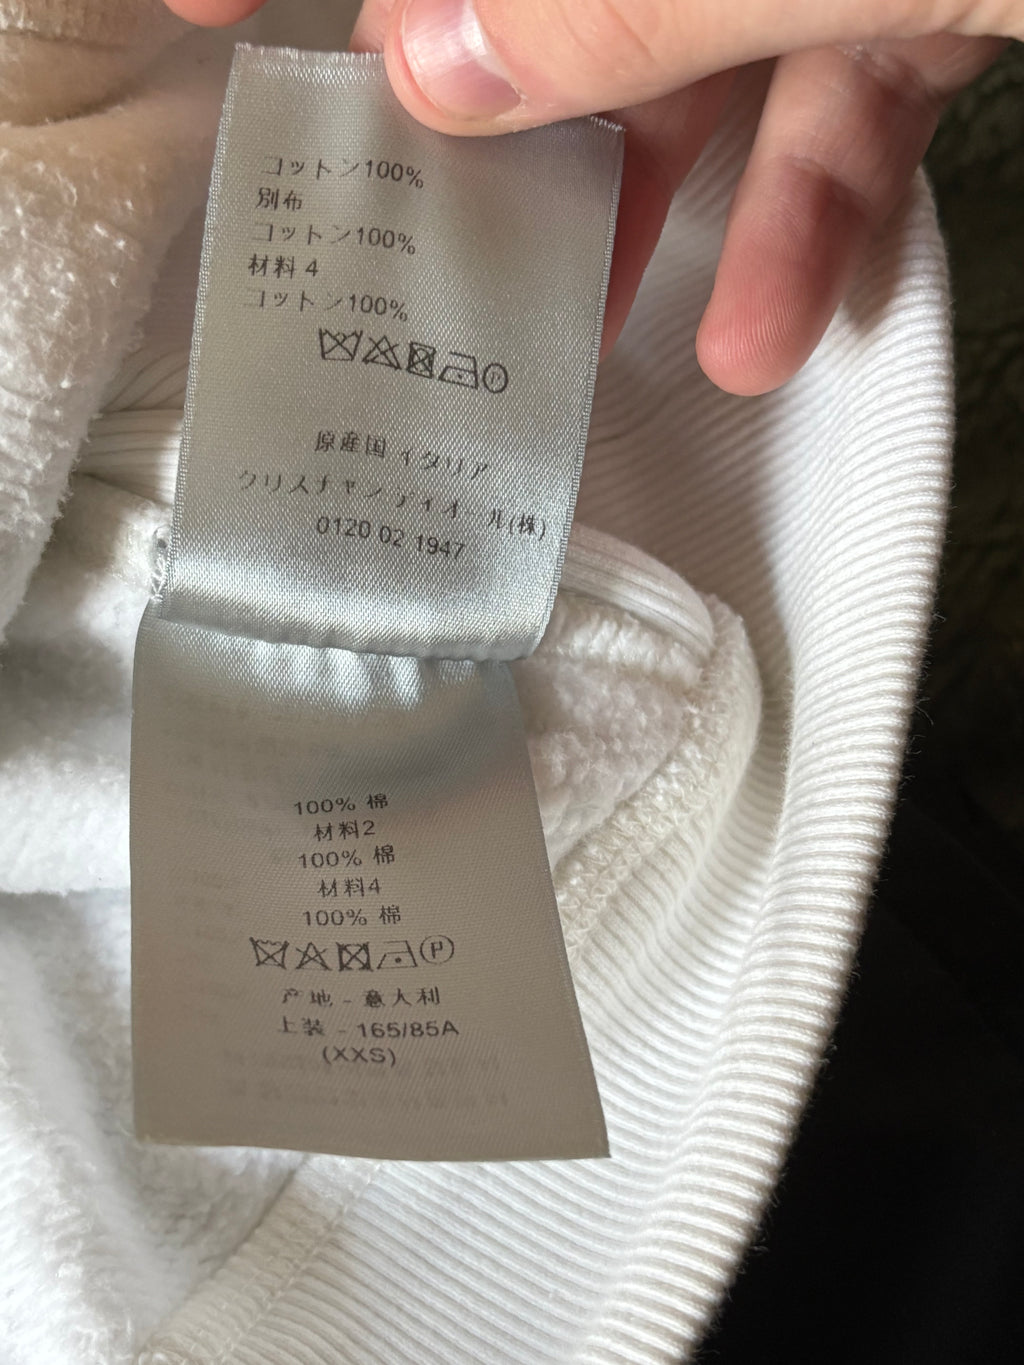 コットン100%
別布
コットン100%
材料 4
コットン100%
P
原産国 イタリア
クリスチャン ディオール(株)
0120 02 1947
100% 棉
材料2
100% 棉
材料4
100% 棉
P
产地 - 意大利
上装 - 165/85A
(XXS)